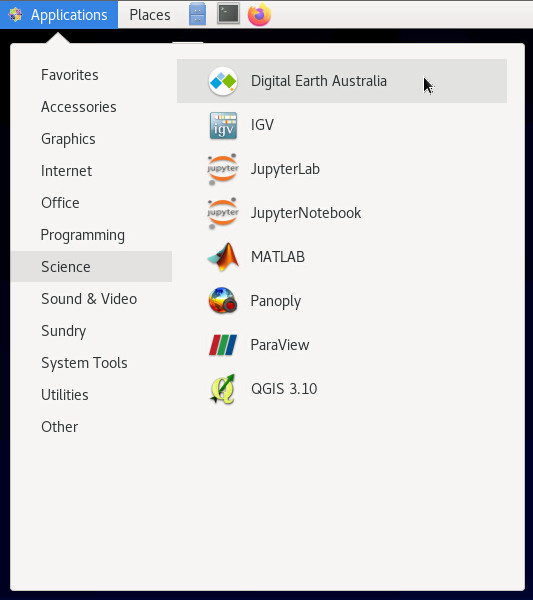 Applications Places
Favorites
Accessories
Graphics
Internet
Office
Programming
Science
Sound & Video
Sundry
System Tools
Utilities
Other
Digital Earth Australia
igv IGV
jupyter JupyterLab
jupyter JupyterNotebook
MATLAB
Panoply
ParaView
QGIS 3.10